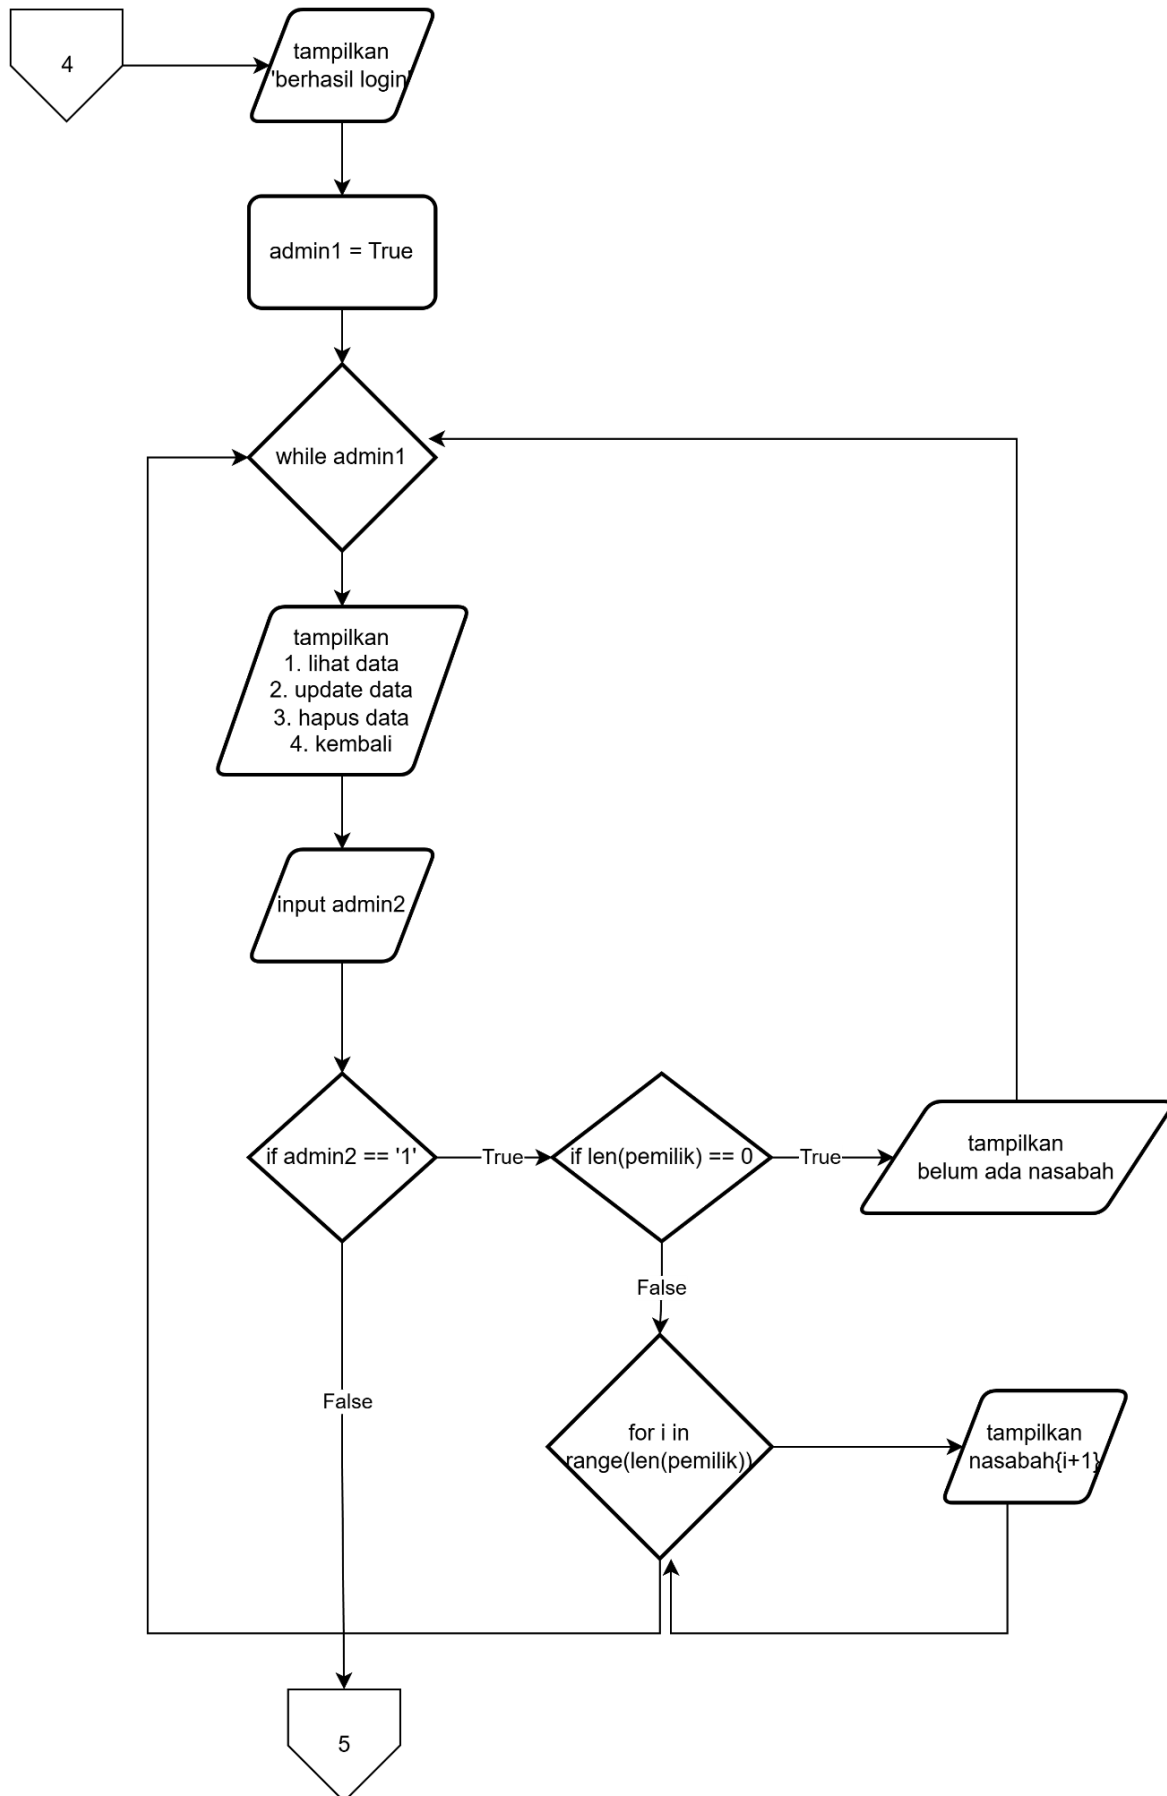 4
tampilkan
'berhasil login'
admin1 = True
while admin1
tampilkan
1. lihat data
2. update data
3. hapus data
4. kembali
input admin2
if admin2 == '1'
True
if len(pemilik) == 0
True
tampilkan
belum ada nasabah
False
False
for i in
range(len(pemilik))
tampilkan
nasabah{i+1}
5